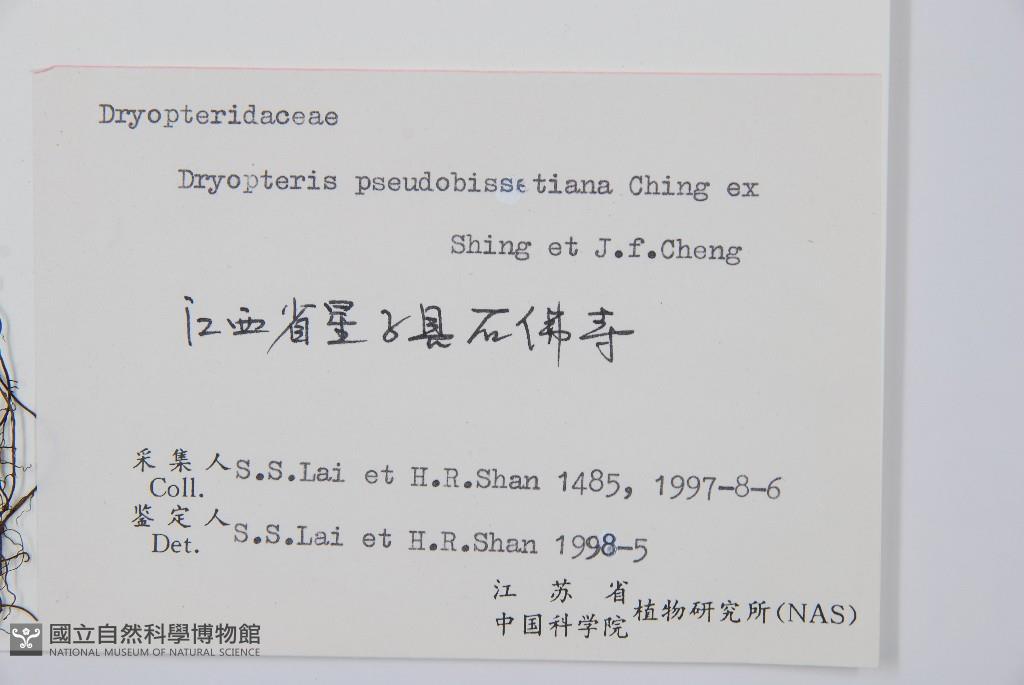 Dryopteridaceae
Dryopteris pseudobissetiana Ching ex
Shing et J.f.Cheng
江西省星子县石佛寺
采集人 S.S.Lai et H.R.Shan 1485, 1997-8-6
Coll.
鉴定人 S.S.Lai et H.R.Shan 1998-5
Det.
江苏省
中国科学院 植物研究所(NAS)
國立自然科學博物館
NATIONAL MUSEUM OF NATURAL SCIENCE